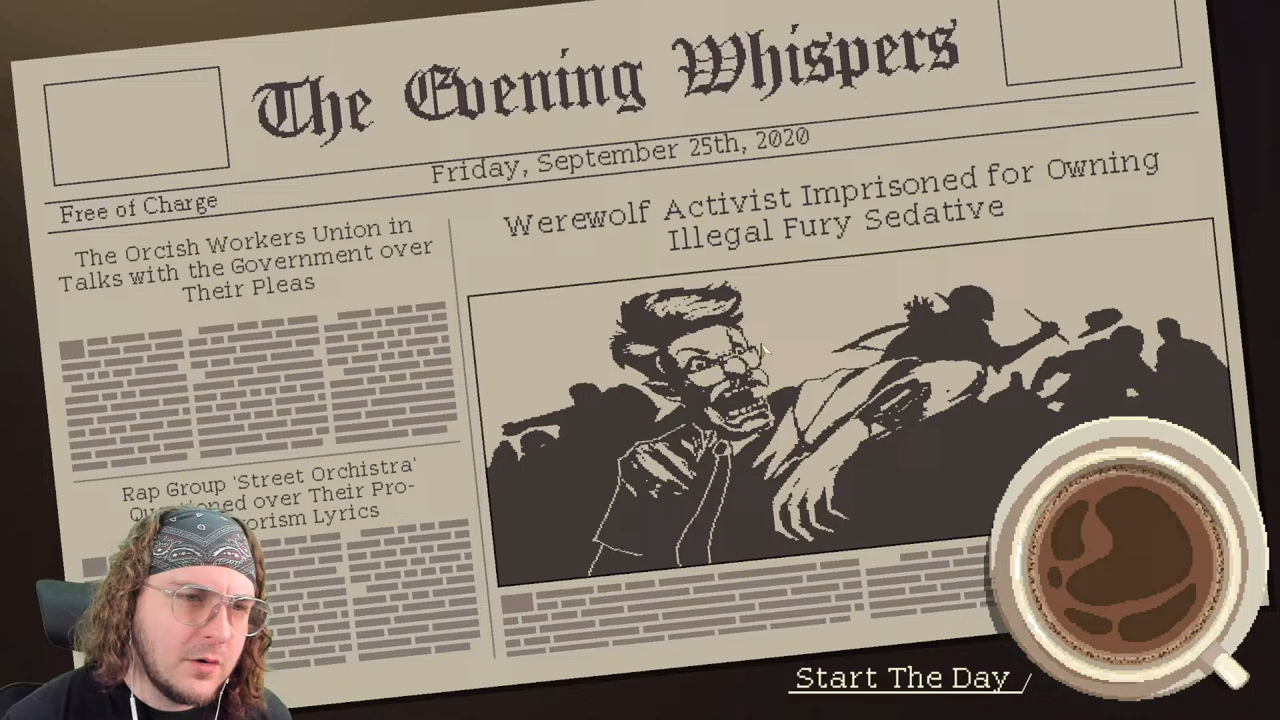 The Evening Whispers
Friday, September 25th, 2020
Free of Charge
The Orcish Workers Union in
Talks with the Government over
Their Pleas
Rap Group 'Street Orchistra'
over Their Pro-
Lyrics
Werewolf Activist Imprisoned for Owning
Illegal Fury Sedative
Start The Day